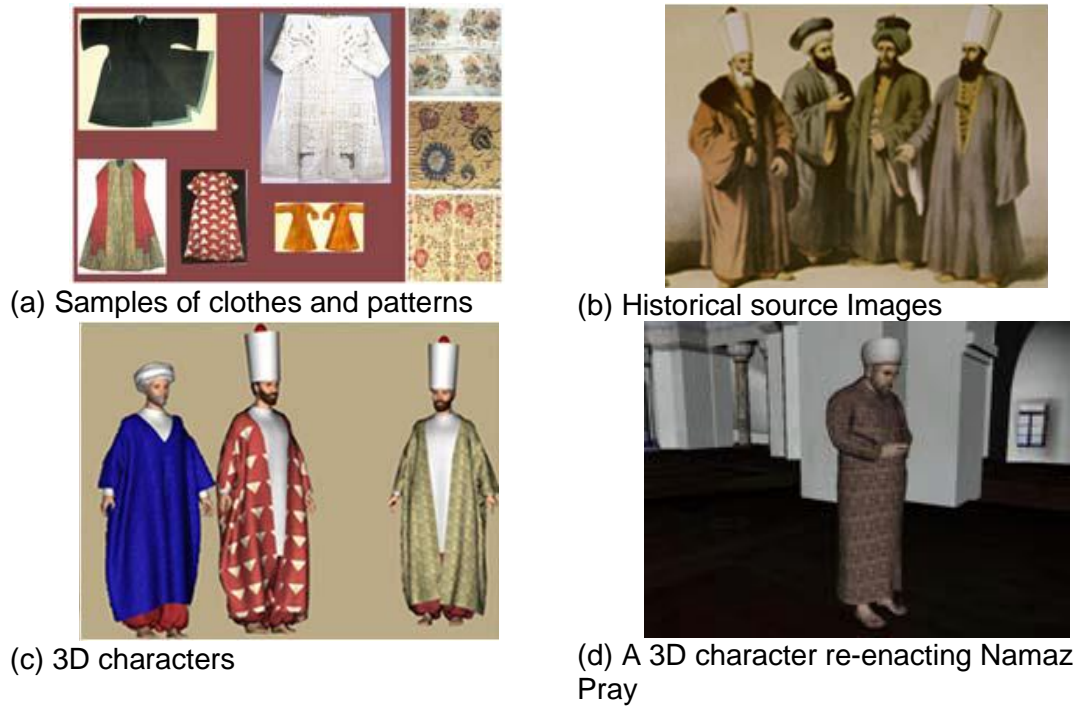 (a) Samples of clothes and patterns
(b) Historical source Images
(c) 3D characters
(d) A 3D character re-enacting Namaz
Pray